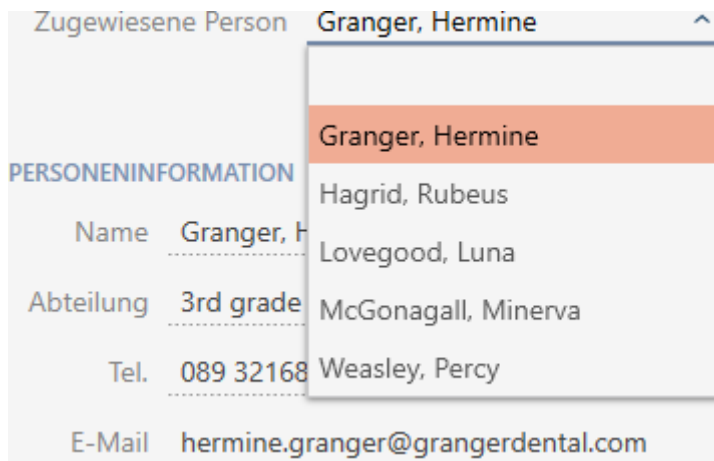 Zugewiesene Person Granger, Hermine
Granger, Hermine
PERSONENINFORMATION
Hagrid, Rubeus
Name Granger, H
Lovegood, Luna
Abteilung 3rd grade
McGonagall, Minerva
Tel. 089 32168
Weasley, Percy
E-Mail hermine.granger@grangerdental.com